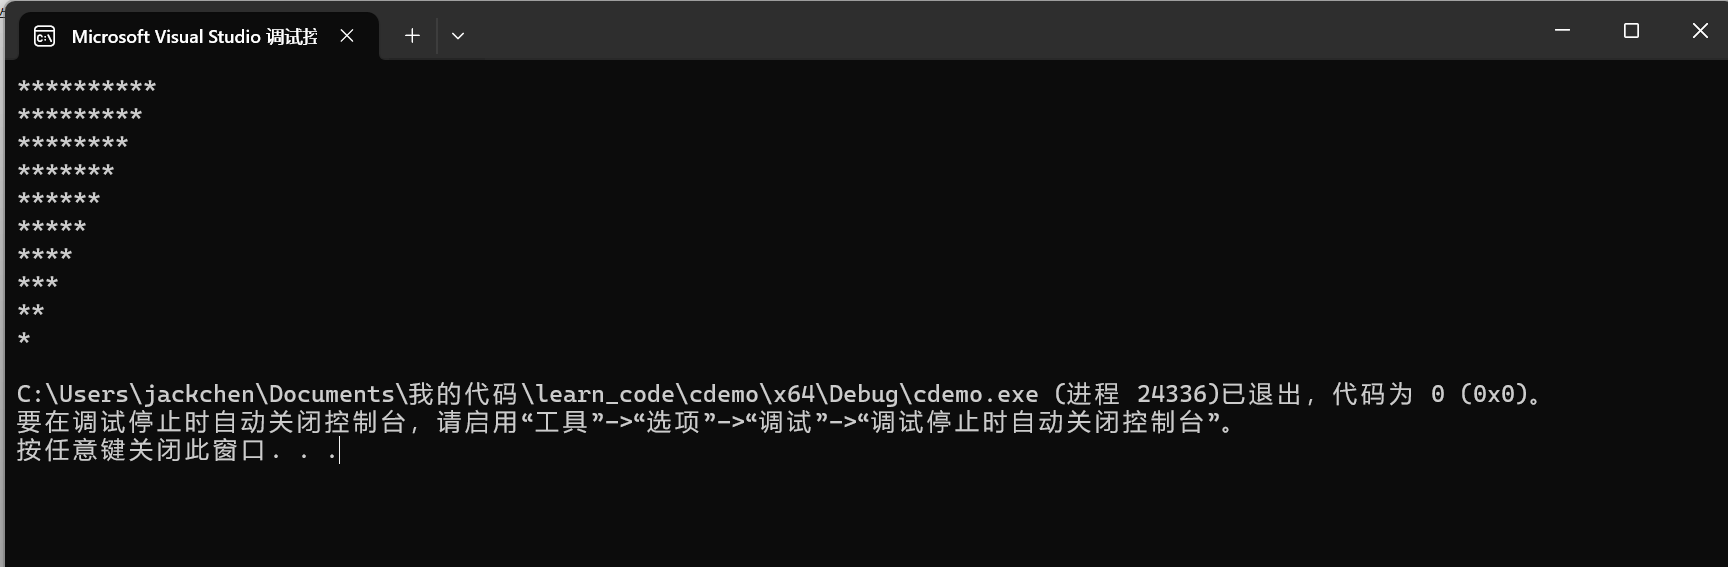 Microsoft Visual Studio 调试控
**********
*********
********
*******
******
*****
****
***
**
*
C:\Users\jackchen\Documents\我的代码\learn_code\cdemo\x64\Debug\cdemo.exe (进程 24336)已退出，代码为 0 (0x0)。
要在调试停止时自动关闭控制台，请启用“工具”->“选项”->“调试”->“调试停止时自动关闭控制台”。
按任意键关闭此窗口. . .